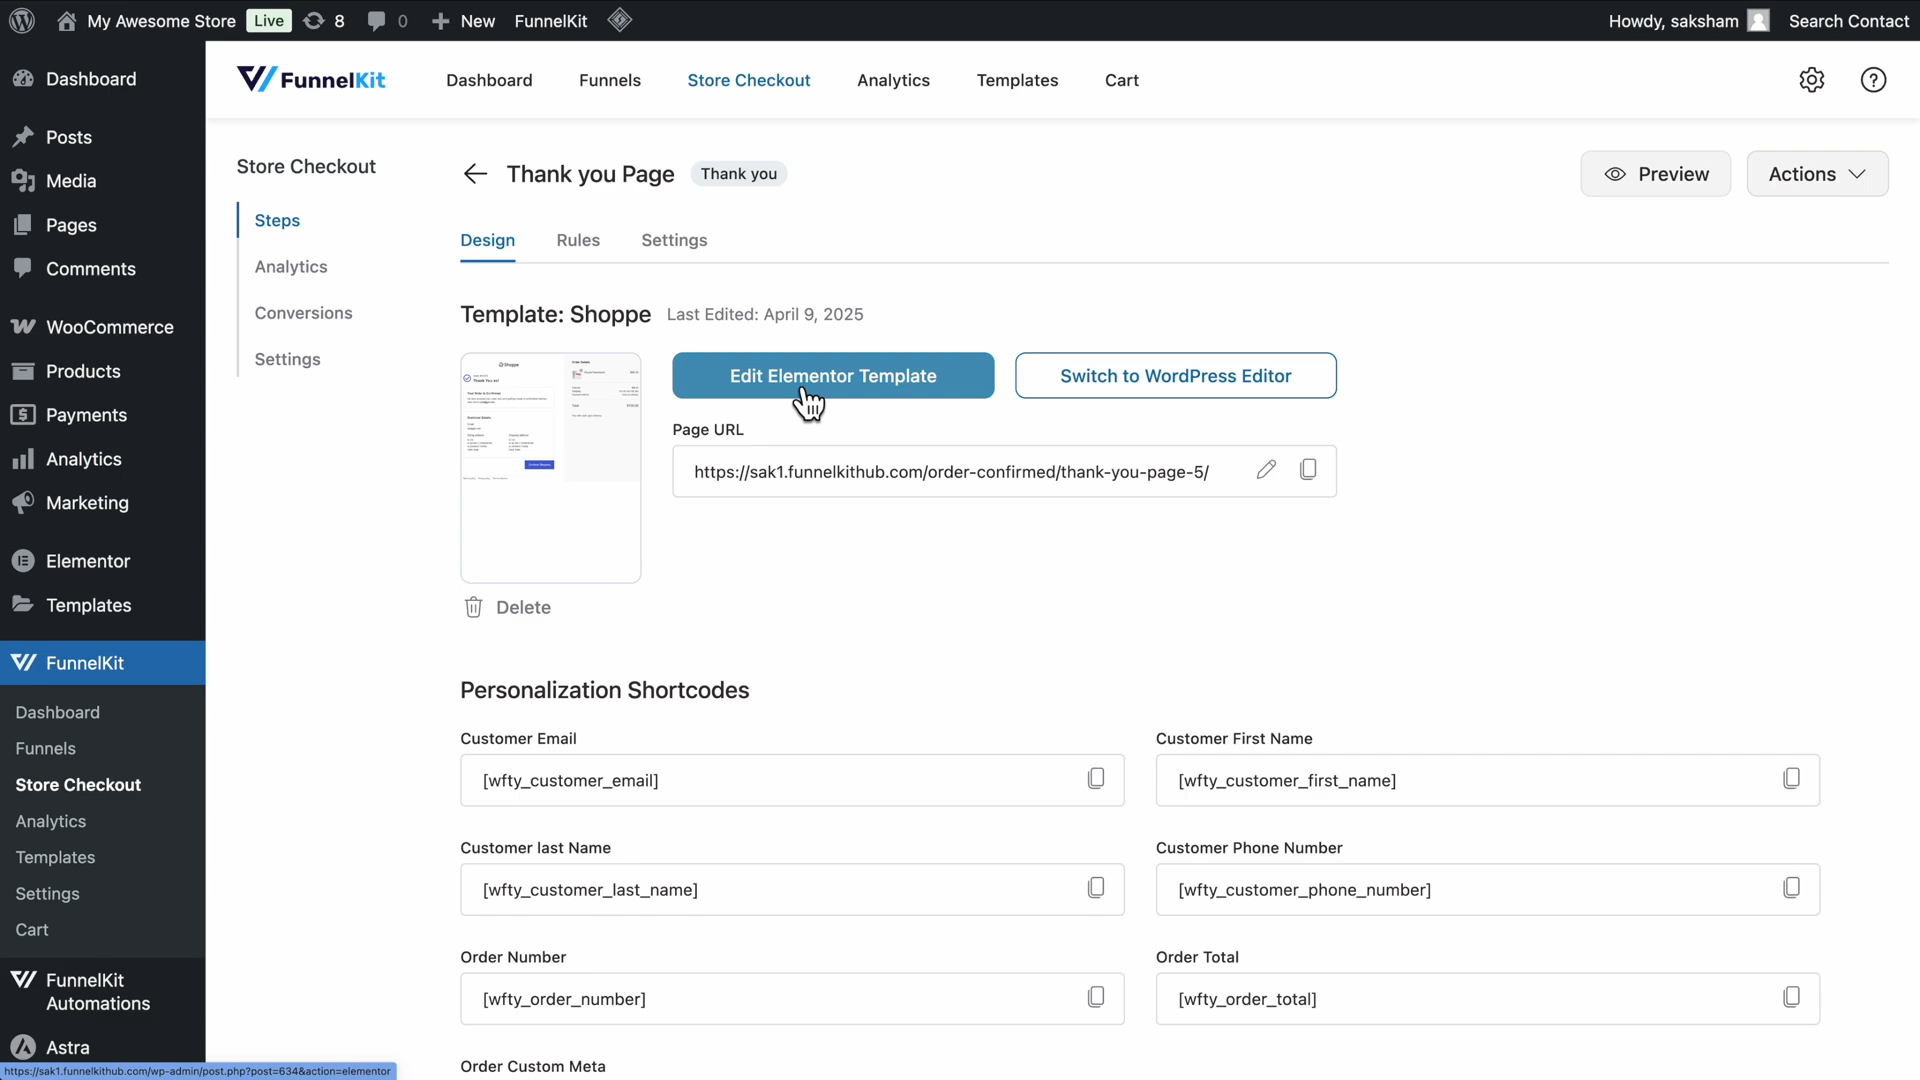 My Awesome Store Live 8 0 New FunnelKit Howdy, saksham Search Contact
Dashboard
Posts
Media
Pages
Comments
WooCommerce
Products
Payments
Analytics
Marketing
Elementor
Templates
FunnelKit
Dashboard
Funnels
Store Checkout
Analytics
Templates
Settings
Cart
FunnelKit
Automations
Astra
https://sak1.funnelkithub.com/wp-admin/post.php?post=634&action=elementor
FunnelKit Dashboard Funnels Store Checkout Analytics Templates Cart
Store Checkout
Steps
Analytics
Conversions
Settings
Thank you Page Thank you Preview Actions
Design Rules Settings
Template: Shoppe Last Edited: April 9, 2025
Shoppe
Edit Elementor Template Switch to WordPress Editor
Page URL
https://sak1.funnelkithub.com/order-confirmed/thank-you-page-5/
Delete
Personalization Shortcodes
Customer Email Customer First Name
[wfty_customer_email] [wfty_customer_first_name]
Customer last Name Customer Phone Number
[wfty_customer_last_name] [wfty_customer_phone_number]
Order Number Order Total
[wfty_order_number] [wfty_order_total]
Order Custom Meta